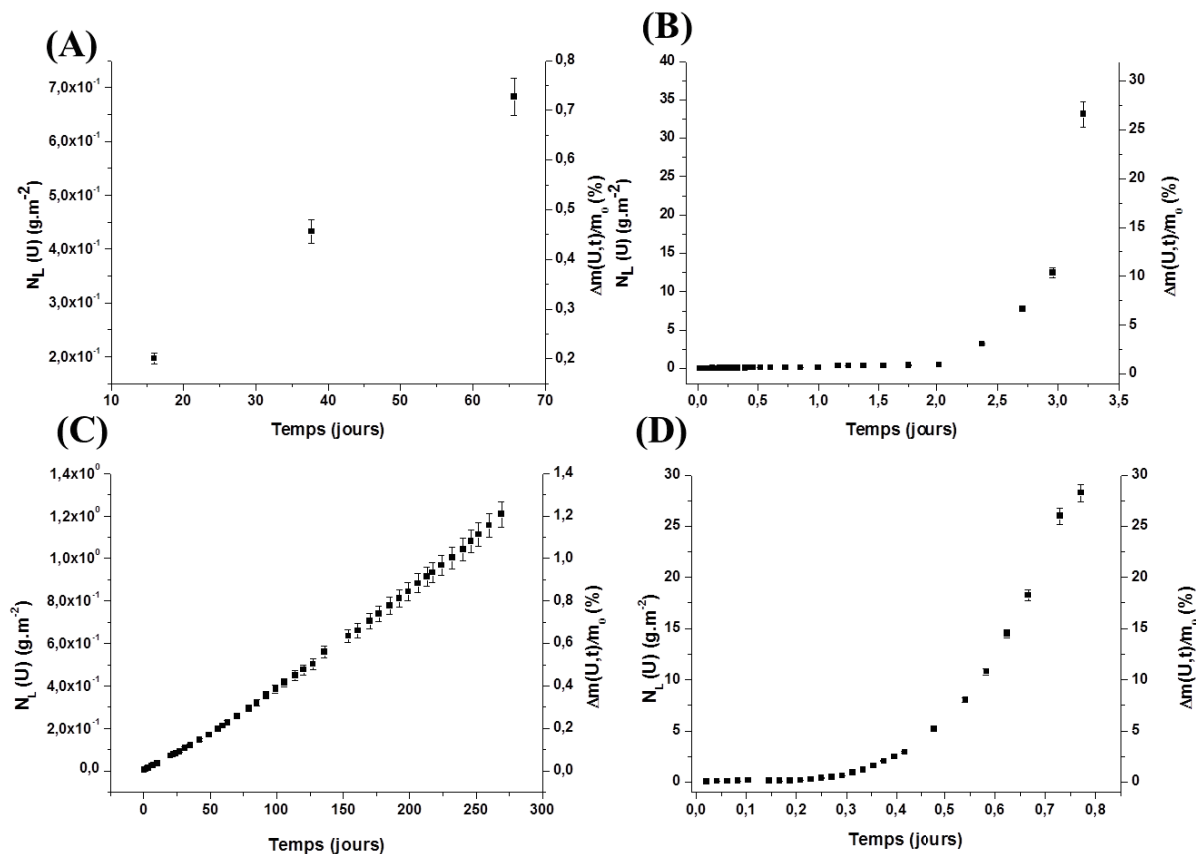 (A)
7,0x10⁻¹
6,0x10⁻¹
5,0x10⁻¹
4,0x10⁻¹
3,0x10⁻¹
2,0x10⁻¹
N_L (U) (g.m⁻²)
10 20 30 40 50 60 70
Temps (jours)
0,8
0,7
0,6
0,5
0,4
0,3
0,2
Δm(U,t)/m₀ (%)
(B)
40
35
30
25
20
15
10
5
0
N_L (U) (g.m⁻²)
0,0 0,5 1,0 1,5 2,0 2,5 3,0 3,5
Temps (jours)
30
25
20
15
10
5
0
Δm(U,t)/m₀ (%)
(C)
1,4x10⁰
1,2x10⁰
1,0x10⁰
8,0x10⁻¹
6,0x10⁻¹
4,0x10⁻¹
2,0x10⁻¹
0,0
N_L (U) (g.m⁻²)
0 50 100 150 200 250 300
Temps (jours)
1,4
1,2
1,0
0,8
0,6
0,4
0,2
0,0
Δm(U,t)/m₀ (%)
(D)
30
25
20
15
10
5
0
N_L (U) (g.m⁻²)
0,0 0,1 0,2 0,3 0,4 0,5 0,6 0,7 0,8
Temps (jours)
30
25
20
15
10
5
0
Δm(U,t)/m₀ (%)